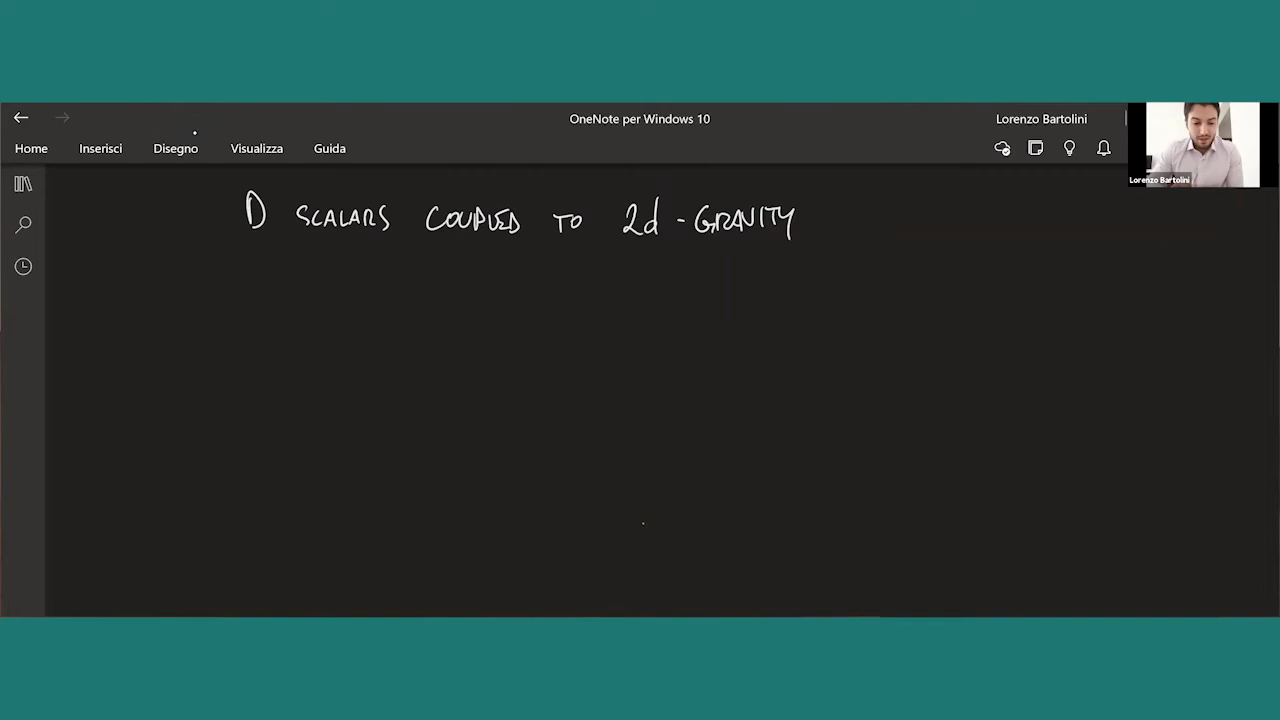 OneNote per Windows 10
Lorenzo Bartolini
Home Inserisci Disegno Visualizza Guida
Lorenzo Bartolini
D SCALARS COUPLED TO 2d - GRAVITY